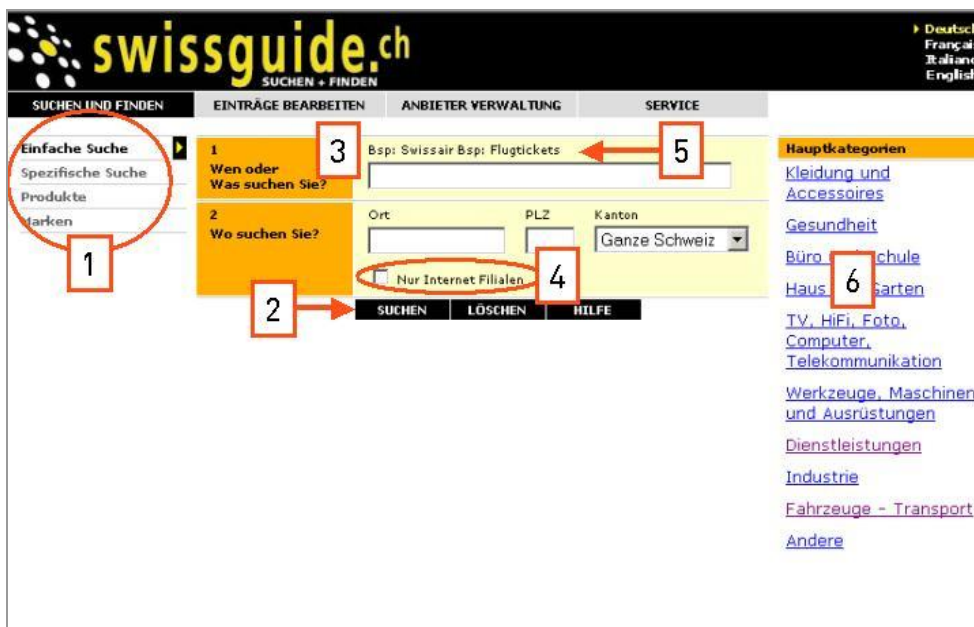 swissguide.ch
SUCHEN + FINDEN
Deutsch
Françai
Italiano
English
SUCHEN UND FINDEN
EINTRÄGE BEARBEITEN
ANBIETER VERWALTUNG
SERVICE
Einfache Suche
Spezifische Suche
Produkte
Marken
1
1
Wen oder
Was suchen Sie?
3
Bsp: Swissair Bsp: Flugtickets
5
2
Wo suchen Sie?
Ort
PLZ
Kanton
Ganze Schweiz
Nur Internet Filialen
4
2
SUCHEN
LÖSCHEN
HILFE
Hauptkategorien
Kleidung und
Accessoires
Gesundheit
Büro chule
Haus Garten
6
TV, HiFi, Foto,
Computer,
Telekommunikation
Werkzeuge, Maschinen
und Ausrüstungen
Dienstleistungen
Industrie
Fahrzeuge - Transport
Andere